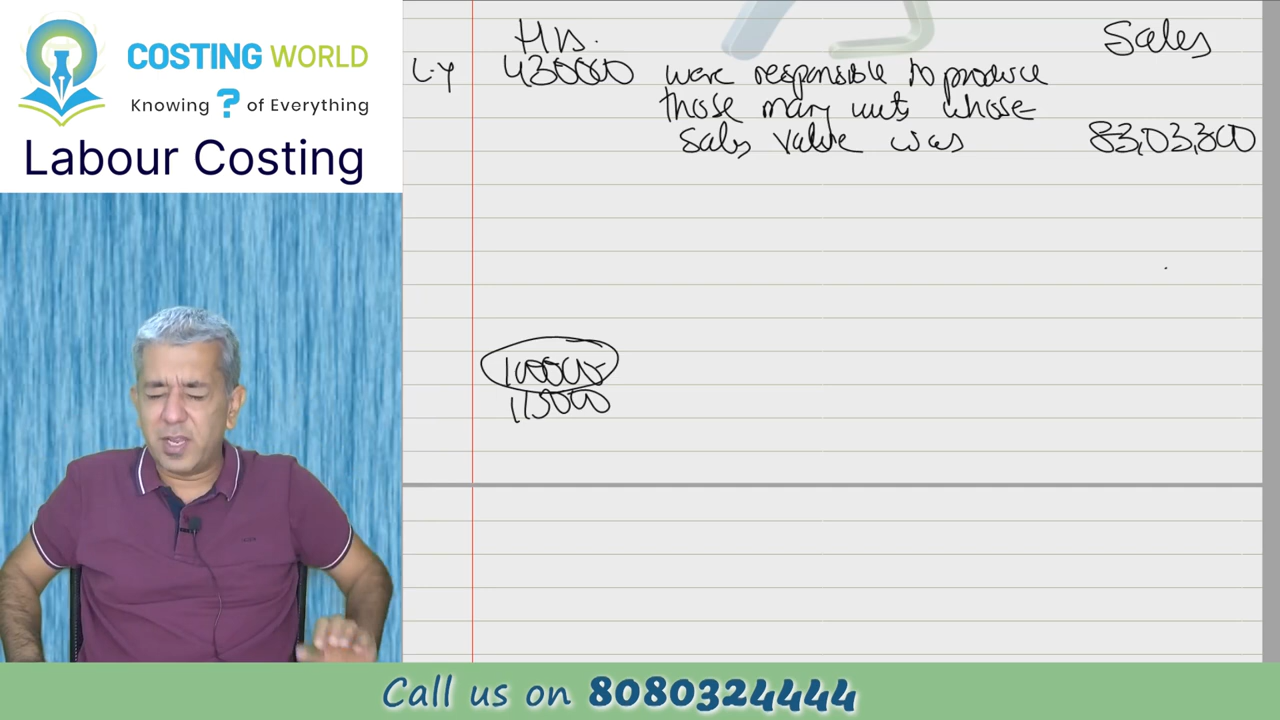 COSTING WORLD
Knowing ? of Everything
Labour Costing
Hrs. Sales
L.Y 430000 were responsible to produce
those many units whose
sales value was 83,03,300
100000
115000
Call us on 8080324444